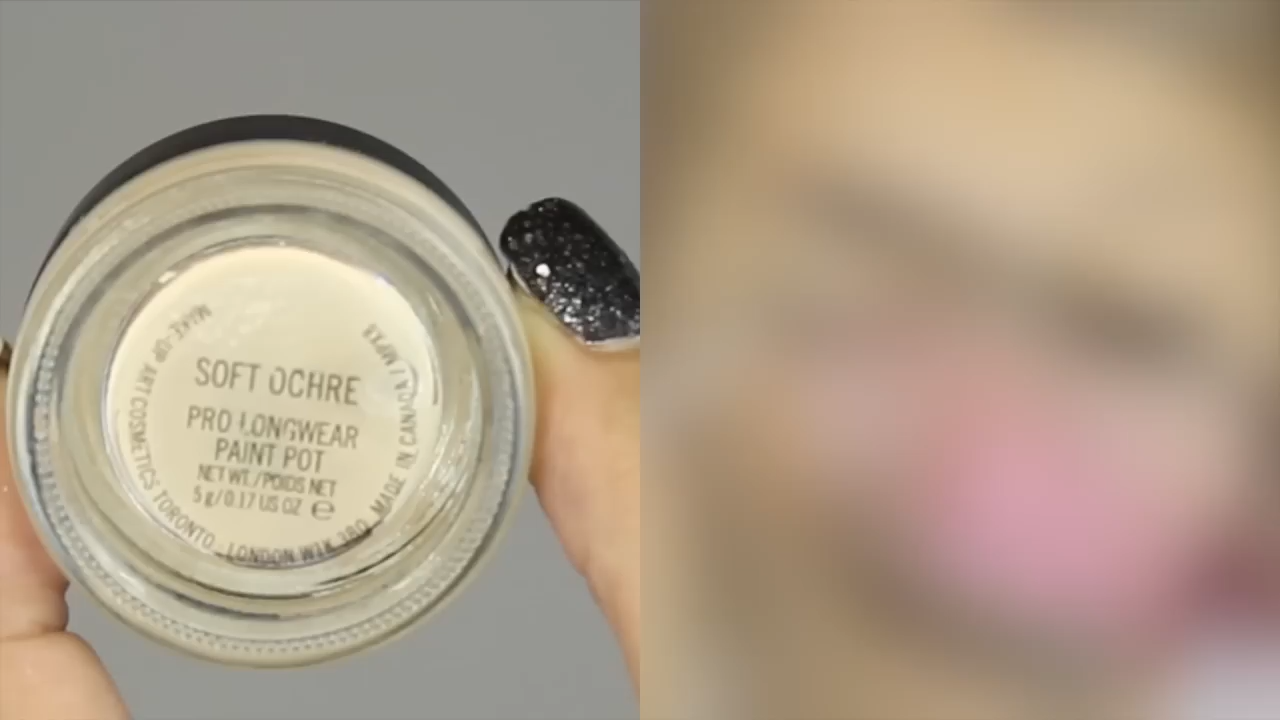 SOFT OCHRE
PRO LONGWEAR
PAINT POT
NET WT./POIDS NET
5 g/0.17 US OZ ℮
MAKE-UP ART COSMETICS TORONTO, LONDON W1K MADE IN CANADA /